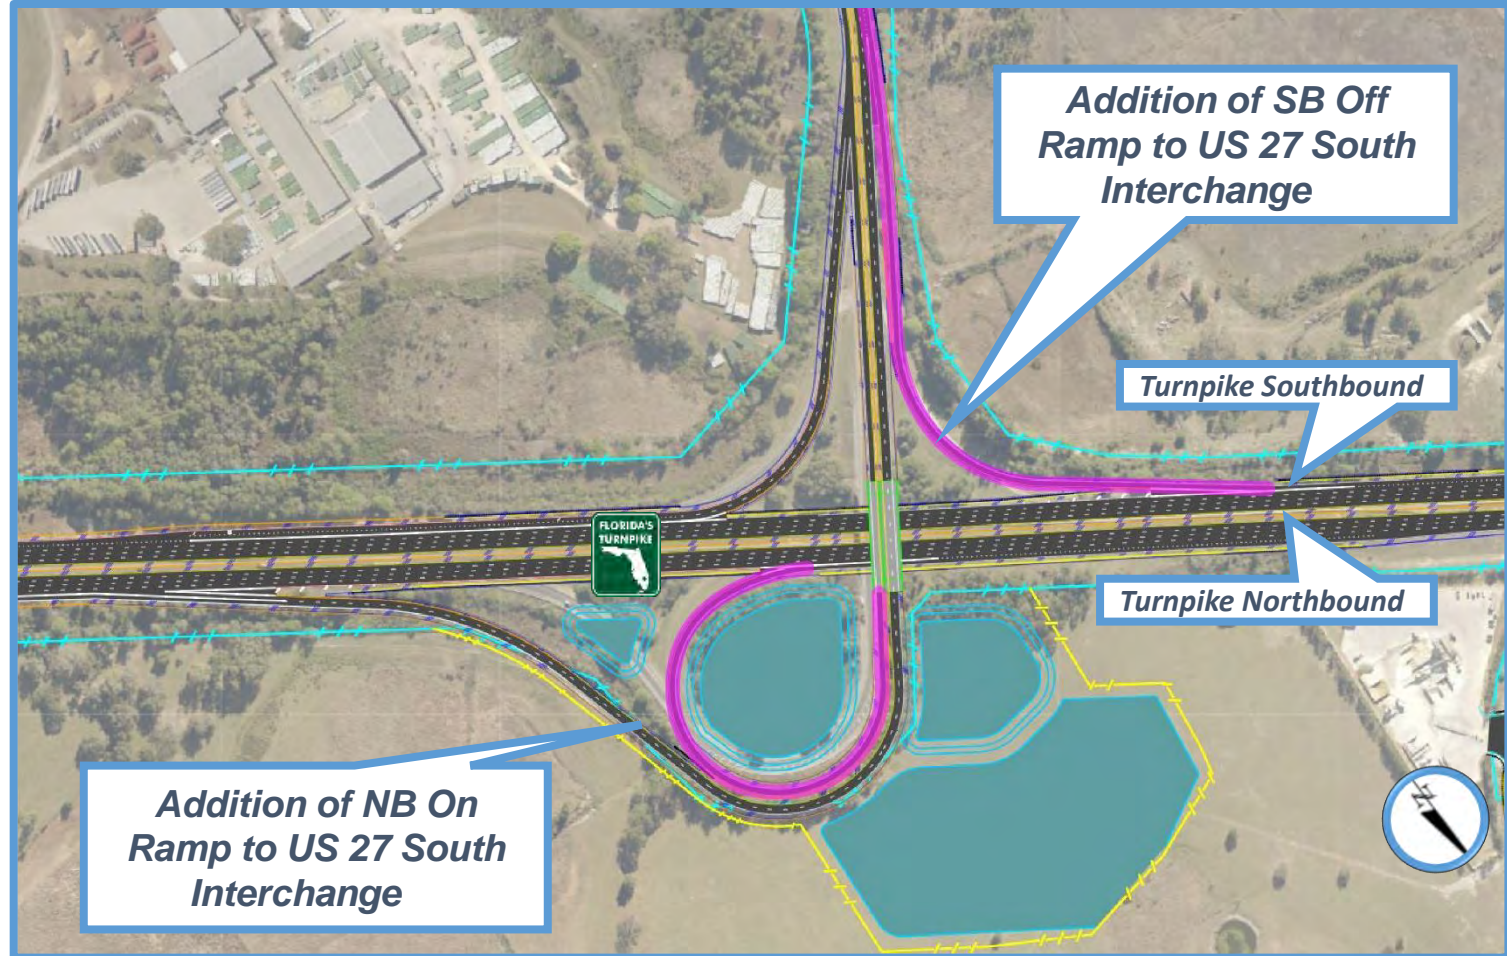 Addition of SB Off
Ramp to US 27 South
Interchange
Turnpike Southbound
FLORIDA'S
TURNPIKE
Turnpike Northbound
Addition of NB On
Ramp to US 27 South
Interchange
N